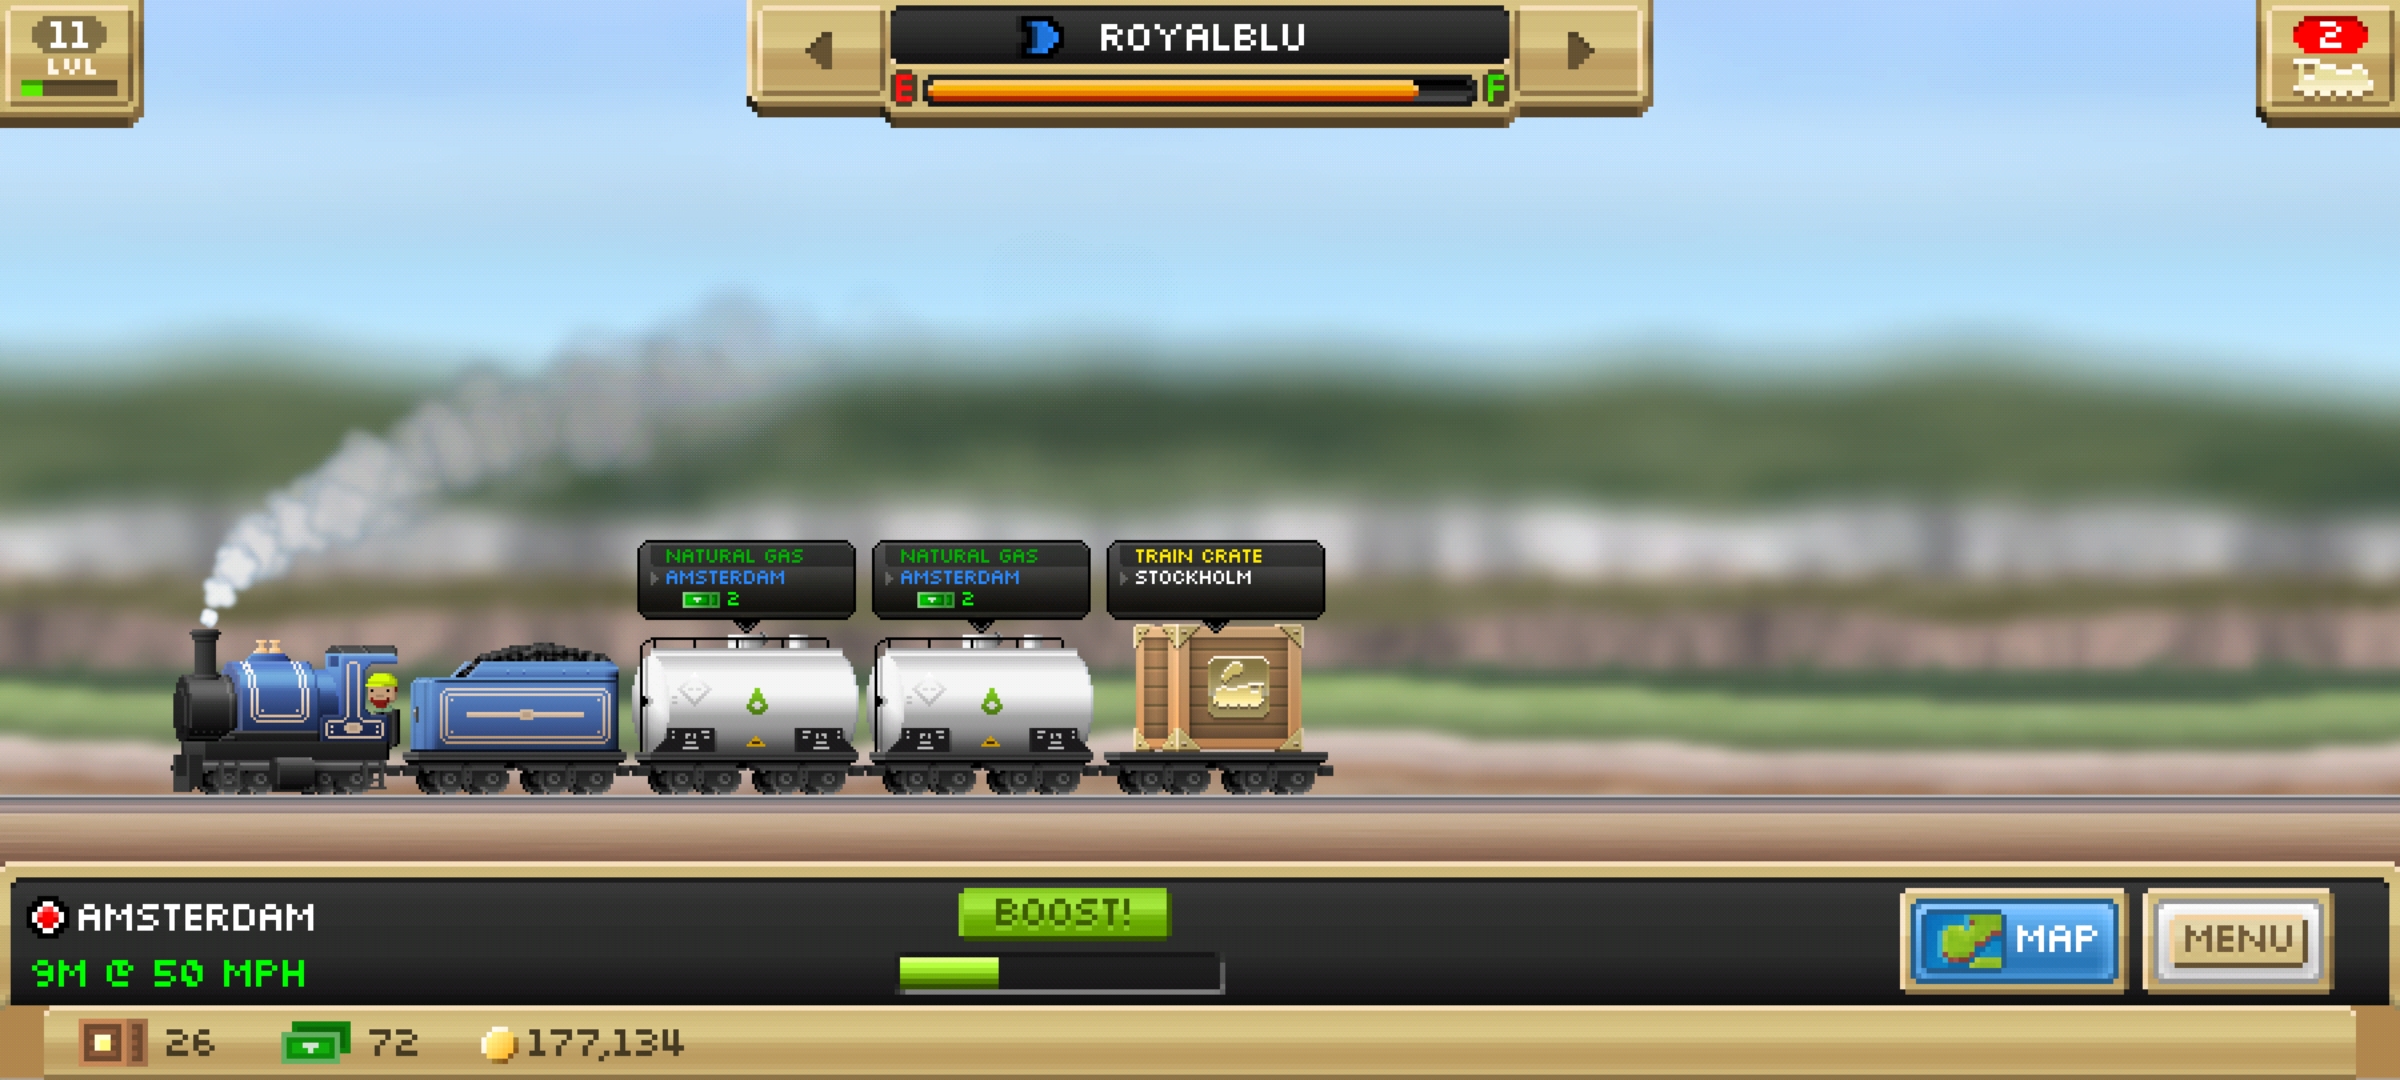 11
LVL
ROYALBLU
E
F
2
NATURAL GAS
AMSTERDAM
2
NATURAL GAS
AMSTERDAM
2
TRAIN CRATE
STOCKHOLM
AMSTERDAM
9M @ 50 MPH
BOOST!
MAP
MENU
26
72
177,134